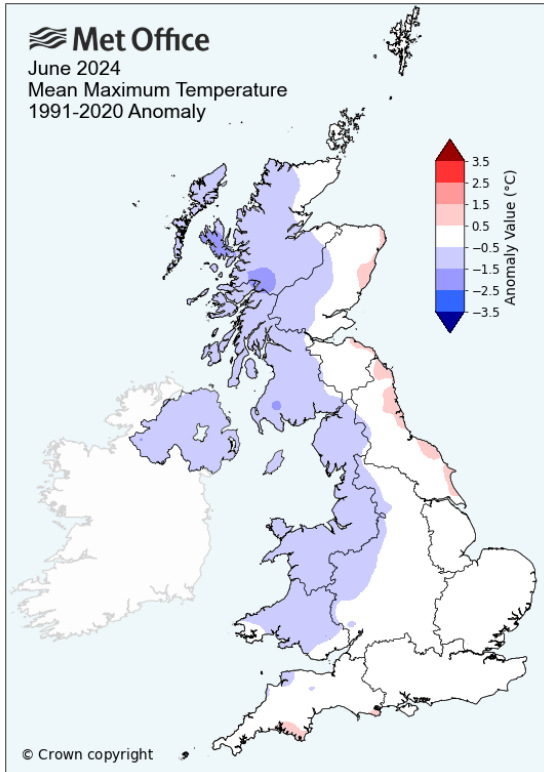 Met Office
June 2024
Mean Maximum Temperature
1991-2020 Anomaly
3.5
2.5
1.5
0.5
−0.5
−1.5
−2.5
−3.5
Anomaly Value (°C)
© Crown copyright